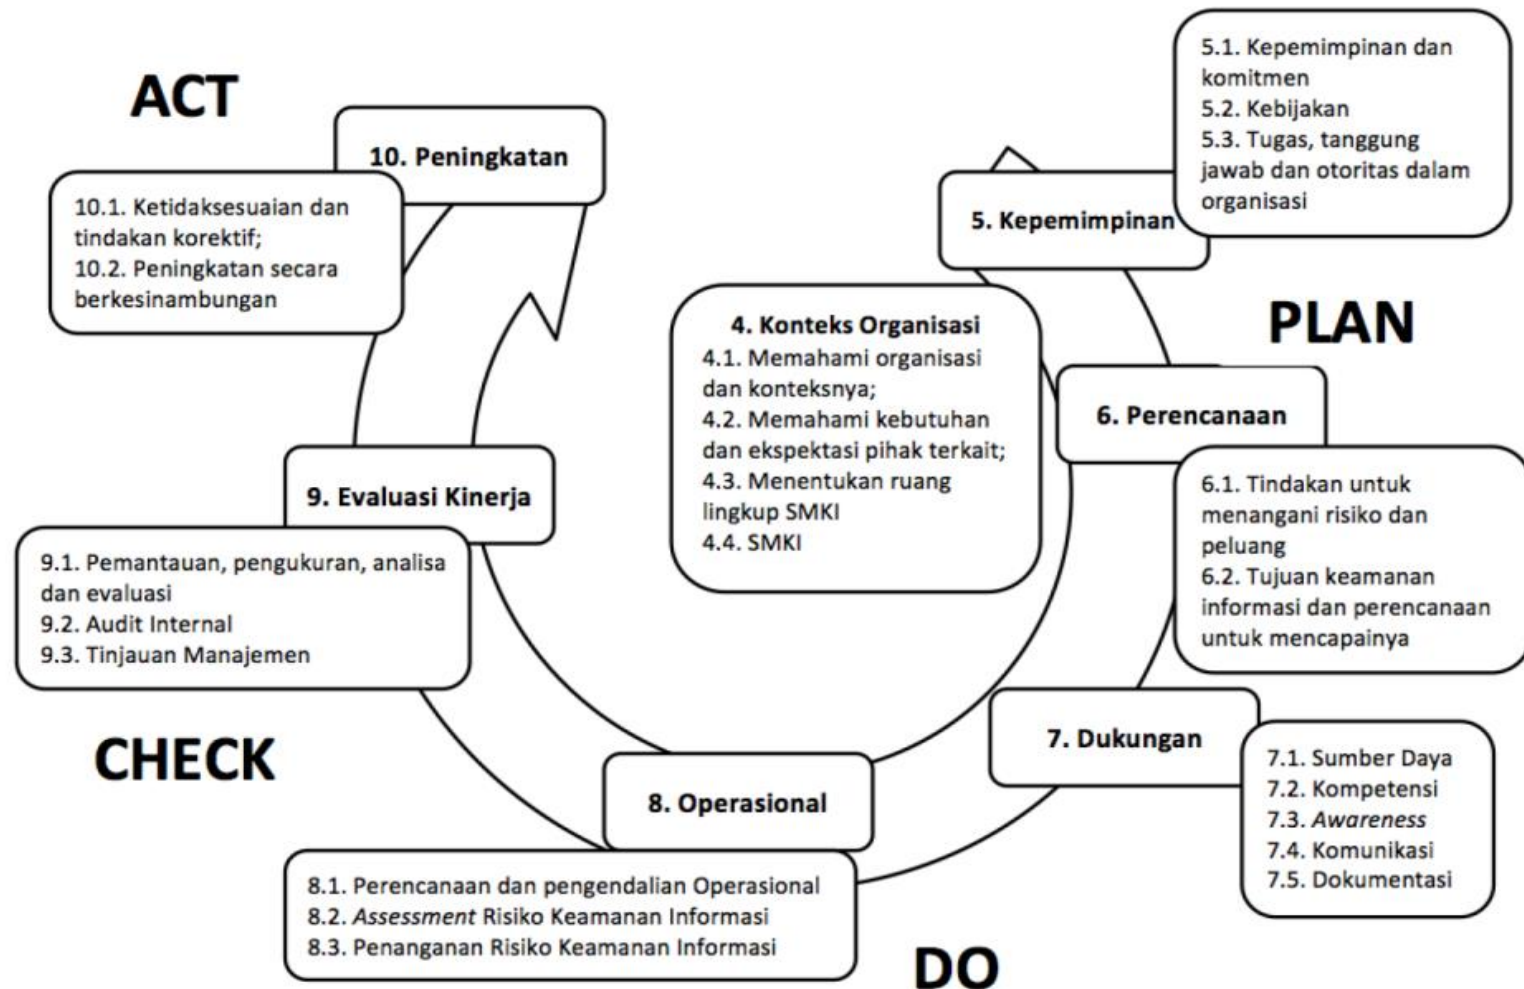 ACT
10. Peningkatan
10.1. Ketidaksesuaian dan
tindakan korektif;
10.2. Peningkatan secara
berkesinambungan
5.1. Kepemimpinan dan
komitmen
5.2. Kebijakan
5.3. Tugas, tanggung
jawab dan otoritas dalam
organisasi
5. Kepemimpinan
PLAN
4. Konteks Organisasi
4.1. Memahami organisasi
dan konteksnya;
4.2. Memahami kebutuhan
dan ekspektasi pihak terkait;
4.3. Menentukan ruang
lingkup SMKI
4.4. SMKI
6. Perencanaan
6.1. Tindakan untuk
menangani risiko dan
peluang
6.2. Tujuan keamanan
informasi dan perencanaan
untuk mencapainya
9. Evaluasi Kinerja
9.1. Pemantauan, pengukuran, analisa
dan evaluasi
9.2. Audit Internal
9.3. Tinjauan Manajemen
CHECK
7. Dukungan
7.1. Sumber Daya
7.2. Kompetensi
7.3. Awareness
7.4. Komunikasi
7.5. Dokumentasi
8. Operasional
8.1. Perencanaan dan pengendalian Operasional
8.2. Assessment Risiko Keamanan Informasi
8.3. Penanganan Risiko Keamanan Informasi
DO